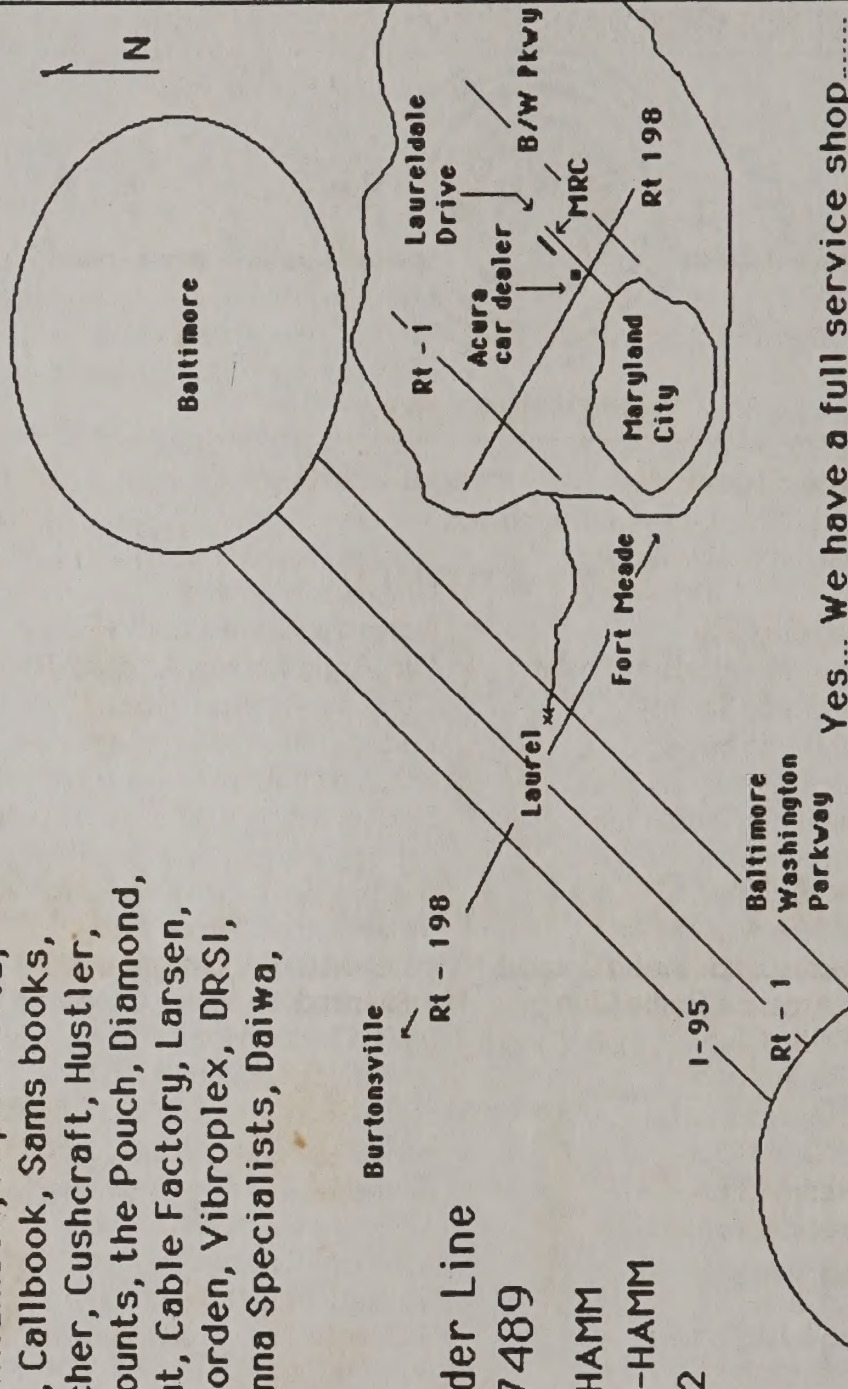 , Callbook, Sams books,
cher, Cushcraft, Hustler,
ounts, the Pouch, Diamond,
t, Cable Factory, Larsen,
orden, Vibroplex, DRSI,
nna Specialists, Daiwa,
der Line
7489
HAMM
-HAMM
2
N
Baltimore
Burtonsville
Rt - 198
Laurel
Fort Meade
I-95
Rt - 1
Baltimore
Washington
Parkway
Rt -1
Laureldale
Drive
Acura
car dealer
B/W Pkwy
MRC
Rt 198
Maryland
City
Yes... We have a full service shop.......